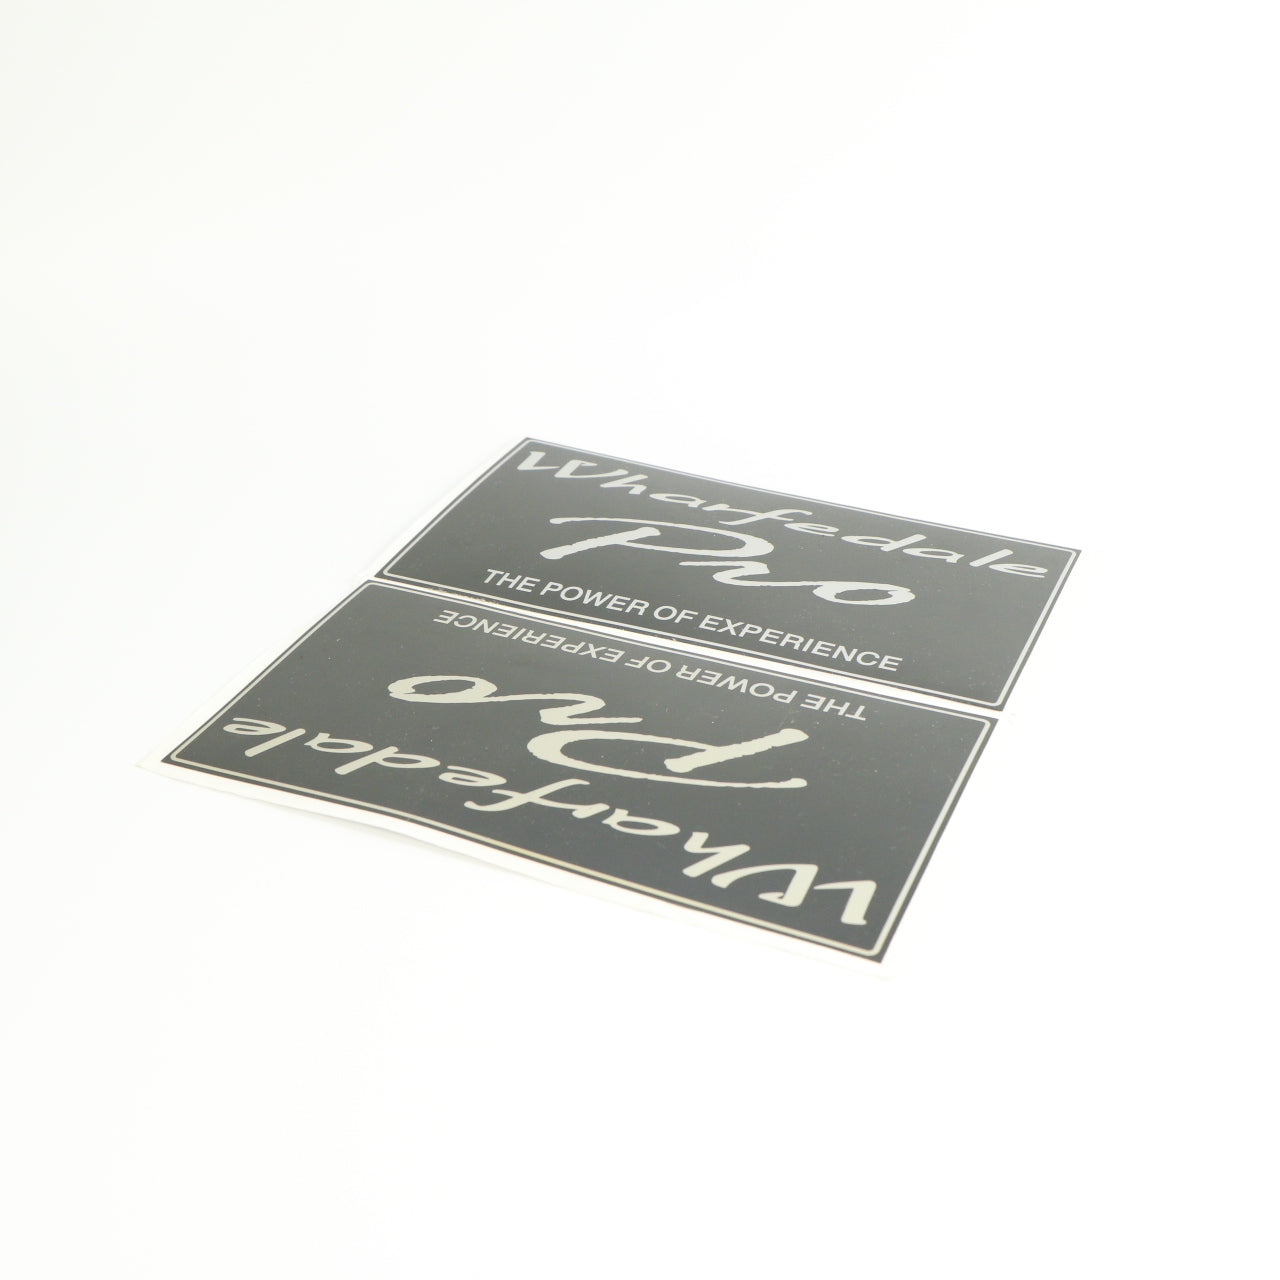 Wharfedale
Pro
THE POWER OF EXPERIENCE
THE POWER OF EXPERIENCE
Pro
Wharfedale